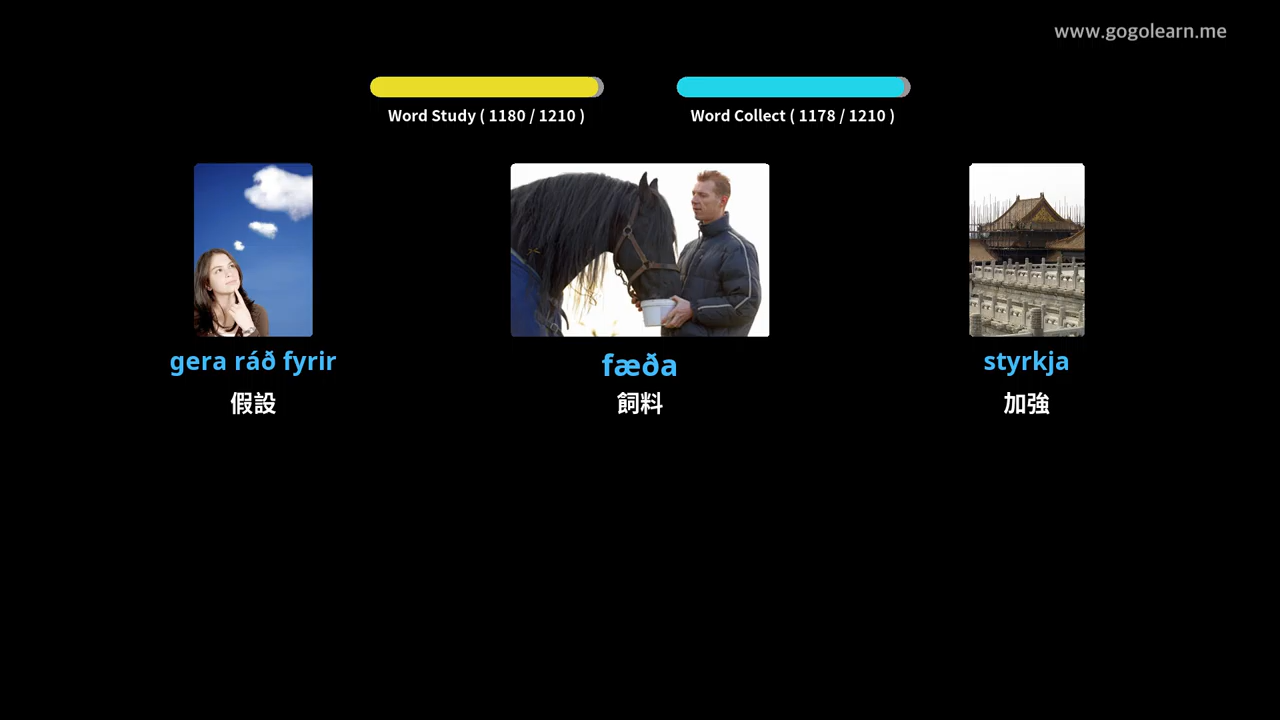 www.gogolearn.me
Word Study ( 1180 / 1210 )
Word Collect ( 1178 / 1210 )
gera ráð fyrir
fæða
styrkja
假設
飼料
加強